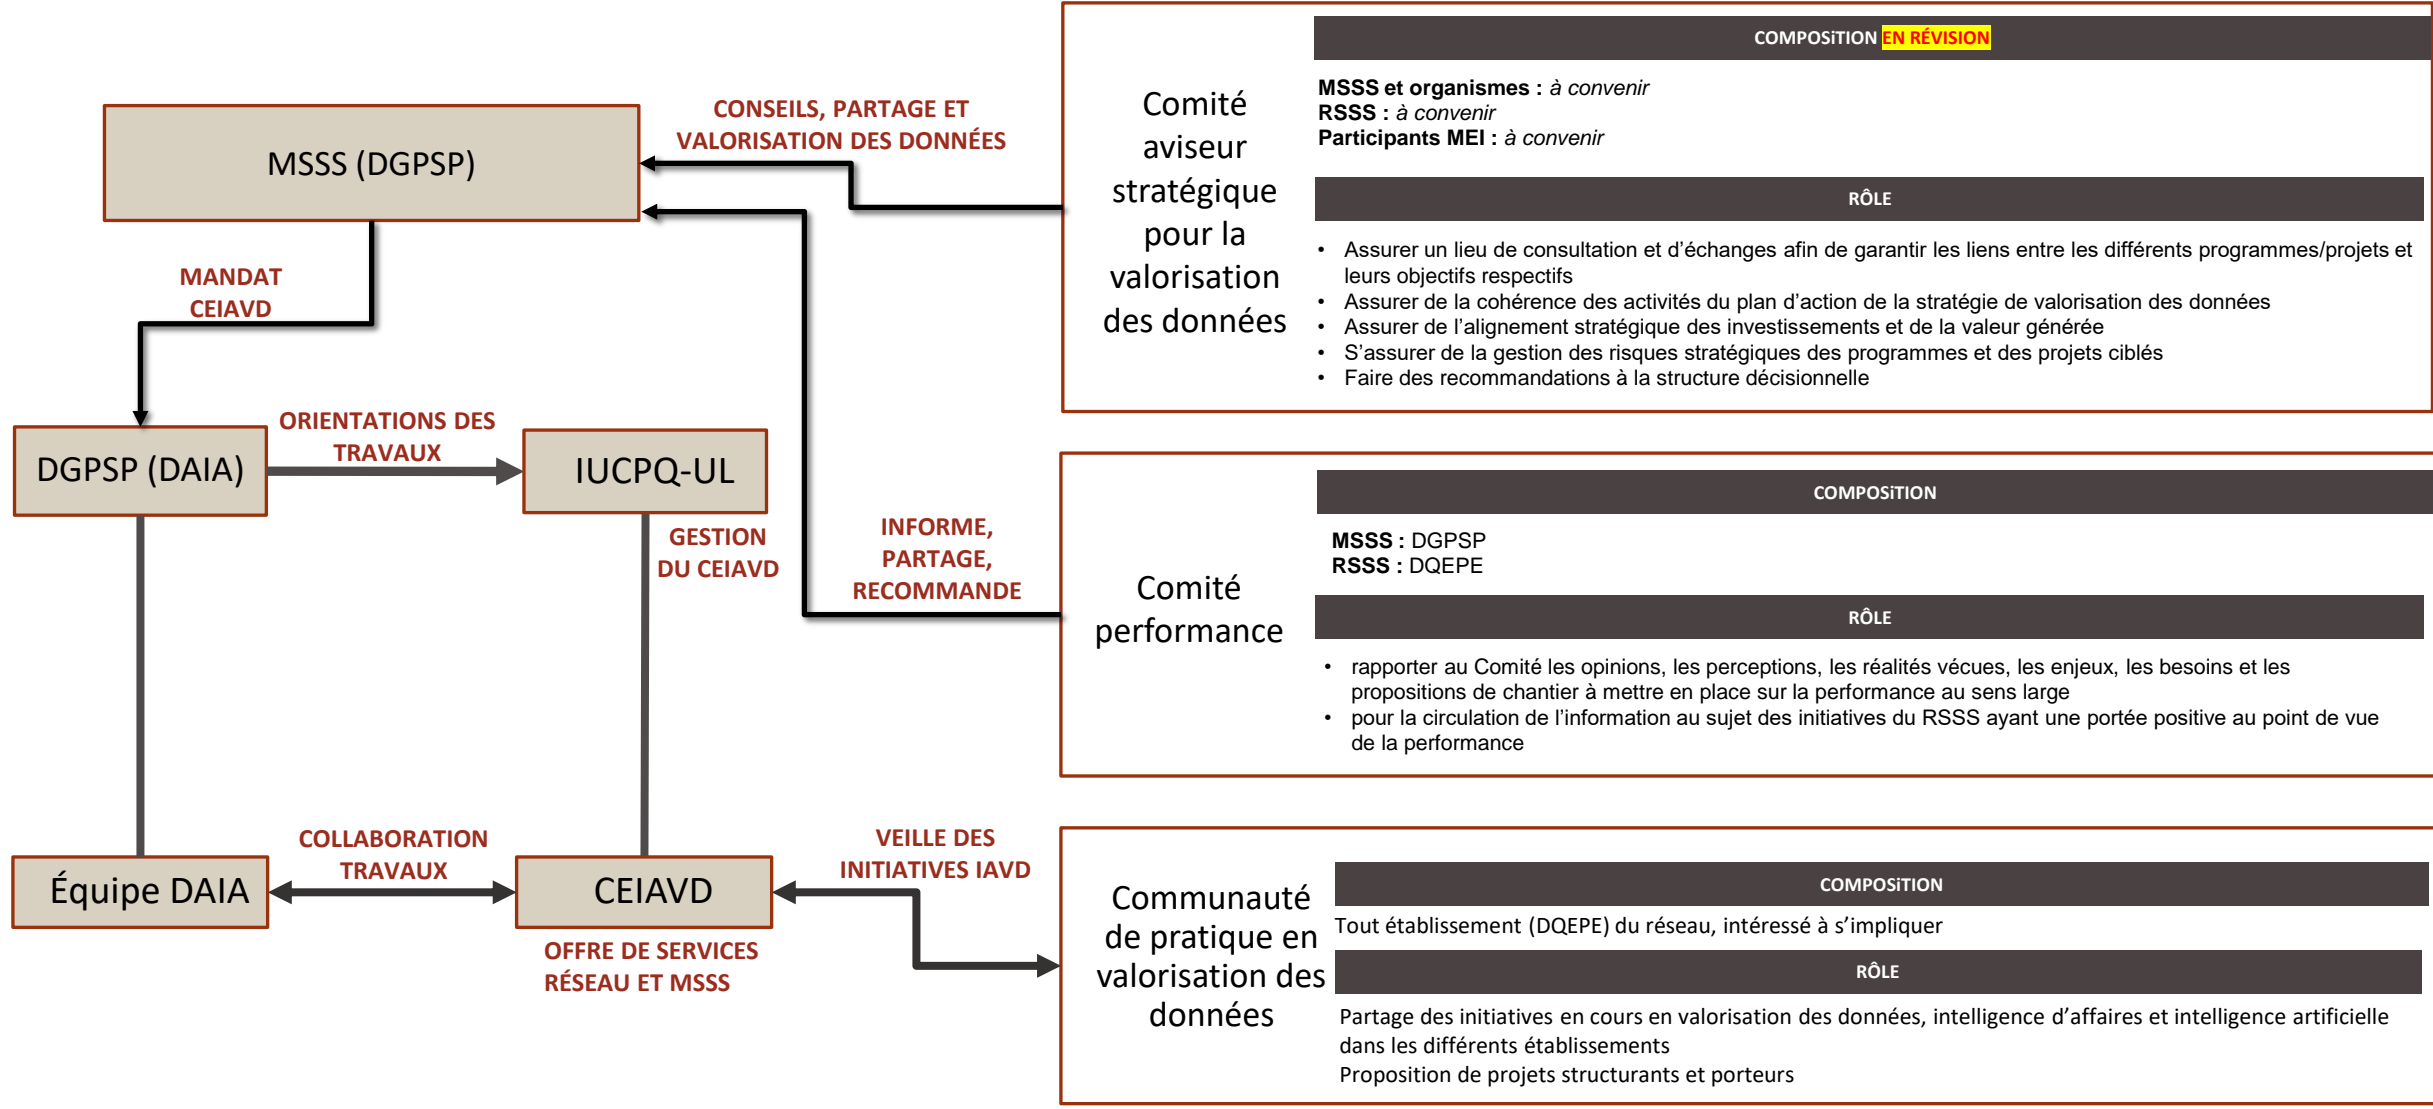 MSSS (DGPSP)
CONSEILS, PARTAGE ET
VALORISATION DES DONNÉES
MANDAT
CEIAVD
DGPSP (DAIA)
ORIENTATIONS DES
TRAVAUX
IUCPQ-UL
GESTION
DU CEIAVD
INFORME,
PARTAGE,
RECOMMANDE
Équipe DAIA
COLLABORATION
TRAVAUX
CEIAVD
OFFRE DE SERVICES
RÉSEAU ET MSSS
VEILLE DES
INITIATIVES IAVD
Comité
aviseur
stratégique
pour la
valorisation
des données
COMPOSiTION EN RÉVISION
MSSS et organismes : à convenir
RSSS : à convenir
Participants MEI : à convenir
RÔLE
• Assurer un lieu de consultation et d’échanges afin de garantir les liens entre les différents programmes/projets et
leurs objectifs respectifs
• Assurer de la cohérence des activités du plan d’action de la stratégie de valorisation des données
• Assurer de l’alignement stratégique des investissements et de la valeur générée
• S’assurer de la gestion des risques stratégiques des programmes et des projets ciblés
• Faire des recommandations à la structure décisionnelle
Comité
performance
COMPOSiTION
MSSS : DGPSP
RSSS : DQEPE
RÔLE
• rapporter au Comité les opinions, les perceptions, les réalités vécues, les enjeux, les besoins et les
propositions de chantier à mettre en place sur la performance au sens large
• pour la circulation de l’information au sujet des initiatives du RSSS ayant une portée positive au point de vue
de la performance
Communauté
de pratique en
valorisation des
données
COMPOSiTION
Tout établissement (DQEPE) du réseau, intéressé à s’impliquer
RÔLE
Partage des initiatives en cours en valorisation des données, intelligence d’affaires et intelligence artificielle
dans les différents établissements
Proposition de projets structurants et porteurs